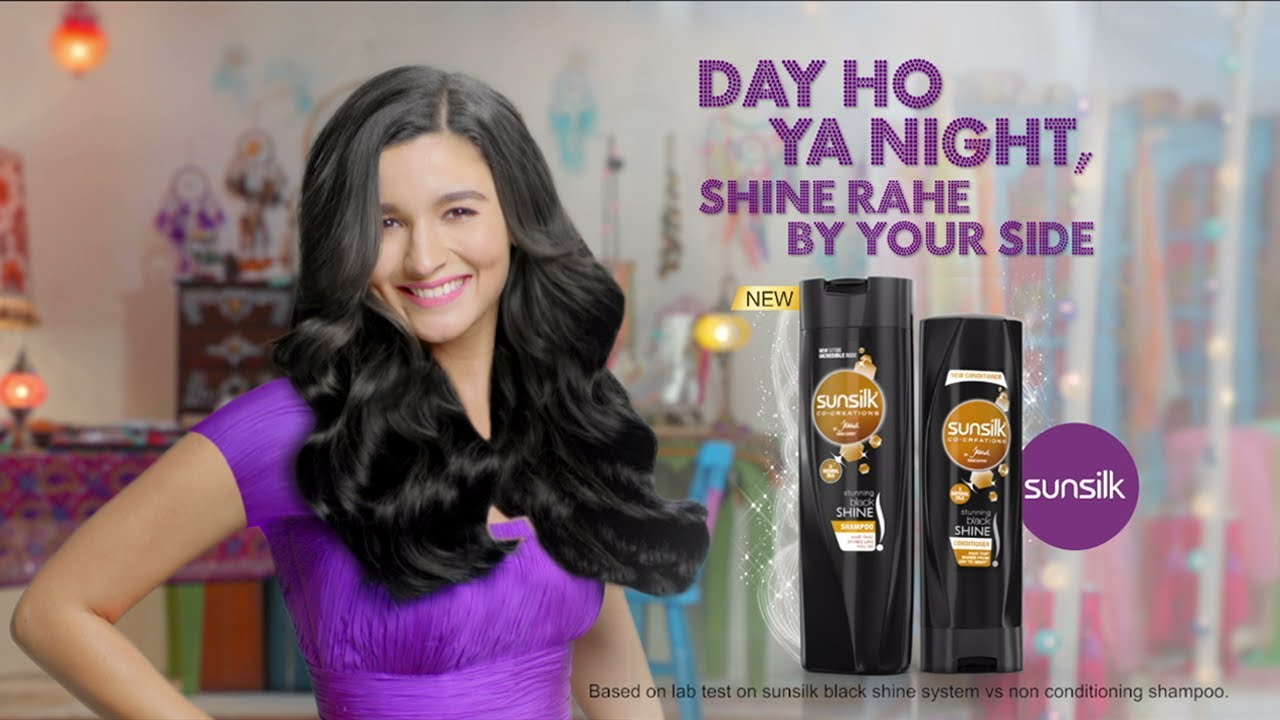 DAY HO
YA NIGHT,
SHINE RAHE
BY YOUR SIDE
NEW
sunsilk
CO-CREATIONS
stunning
black
SHINE
SHAMPOO
NEW CONDITIONER
sunsilk
CO-CREATIONS
stunning
black
SHINE
CONDITIONER
sunsilk
Based on lab test on sunsilk black shine system vs non conditioning shampoo.